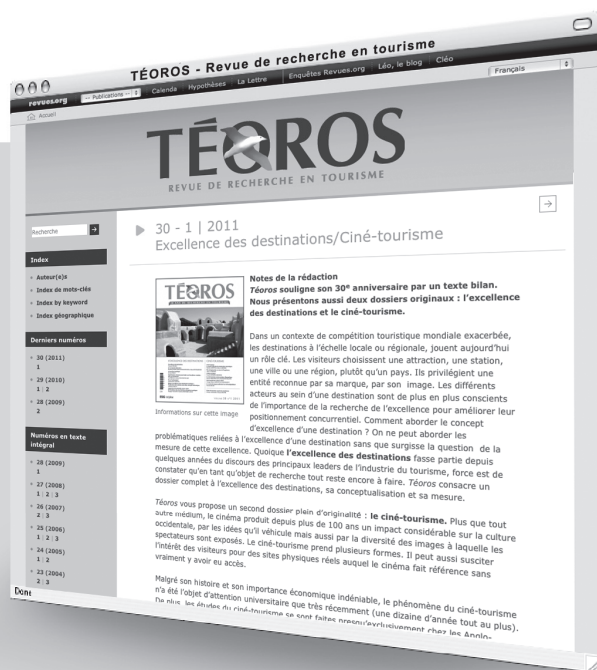 TÉOROS - Revue de recherche en tourisme
revues.org -- Publications -- Calenda Hypothèses La Lettre Enquêtes Revues.org Léo, le blog Cléo
Accueil
Français
TÉOROS
REVUE DE RECHERCHE EN TOURISME
Recherche
Index
Auteur(e)s
Index de mots-clés
Index by keyword
Index géographique
Derniers numéros
30 (2011)
1
29 (2010)
1 | 2
28 (2009)
2
Numéros en texte
intégral
28 (2009)
1
27 (2008)
1 | 2 | 3
26 (2007)
2 | 3
25 (2006)
1 | 2 | 3
24 (2005)
1 | 2
23 (2004)
2 | 3
30 - 1 | 2011
Excellence des destinations/Ciné-tourisme
TÉOROS
Informations sur cette image
Notes de la rédaction
Téoros souligne son 30e anniversaire par un texte bilan.
Nous présentons aussi deux dossiers originaux : l'excellence
des destinations et le ciné-tourisme.
Dans un contexte de compétition touristique mondiale exacerbée,
les destinations à l'échelle locale ou régionale, jouent aujourd'hui
un rôle clé. Les visiteurs choisissent une attraction, une station,
une ville ou une région, plutôt qu'un pays. Ils privilégient une
entité reconnue par sa marque, par son image. Les différents
acteurs au sein d'une destination sont de en plus conscients
de l'importance de la recherche de l'excellence pour améliorer leur
positionnement concurrentiel. Comment aborder le concept
d'excellence d'une destination ? On ne peut aborder les
problématiques reliées à l'excellence d'une destination sans que surgisse la question de la
mesure de cette excellence. Quoique l'excellence des destinations fasse partie depuis
quelques années du discours des principaux leaders de l'industrie du tourisme, force est de
constater qu'en tant qu'objet de recherche tout reste encore à faire. Téoros consacre un
dossier complet à l'excellence des destinations, sa conceptualisation et sa mesure.
Téoros vous propose un second dossier plein d'originalité : le ciné-tourisme. Plus que tout
autre médium, le cinéma produit depuis plus de 100 ans un impact considérable sur la culture
occidentale, par les idées qu'il véhicule mais aussi par la diversité des images à laquelle les
spectateurs sont exposés. Le ciné-tourisme prend plusieurs formes. Il peut aussi susciter
l'intérêt des visiteurs pour des sites physiques réels auquel le cinéma fait référence sans
vraiment y avoir eu accès.
Malgré son histoire et son importance économique indéniable, le phénomène du ciné-tourisme
n'a été l'objet d'attention universitaire que très récemment (une dizaine d'année tout au plus).
De plus, les études du ciné-tourisme se sont faites presqu'exclusivement chez les Anglo-
Done